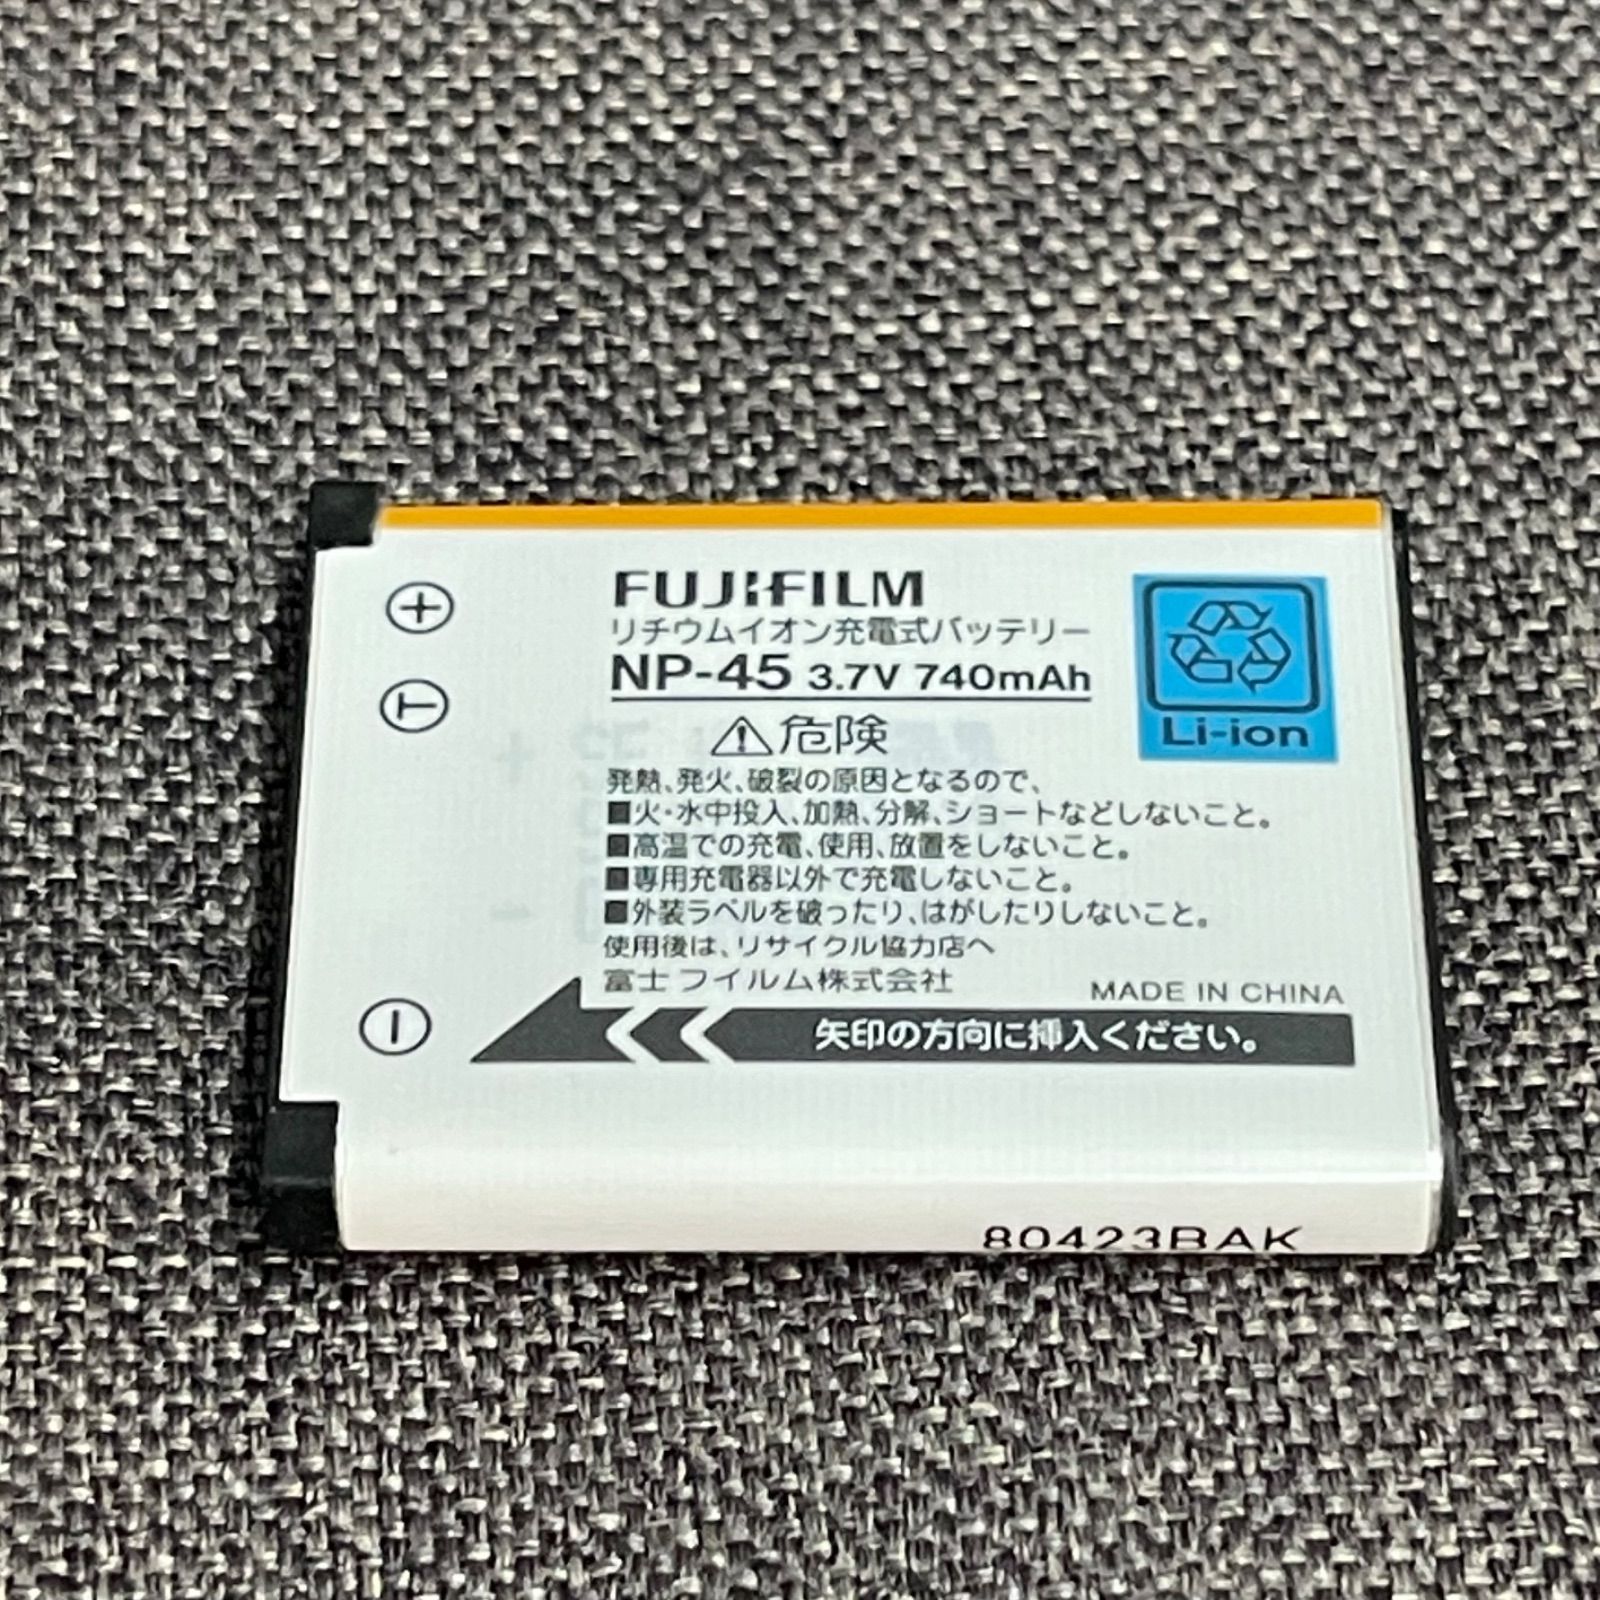 FUJIFILM
リチウムイオン充電式バッテリー
NP-45 3.7V 740mAh
Li-ion
+
T
−
⚠危険
発熱、発火、破裂の原因となるので、
■火・水中投入、加熱、分解、ショートなどしないこと。
■高温での充電、使用、放置をしないこと。
■専用充電器以外で充電しないこと。
■外装ラベルを破ったり、はがしたりしないこと。
使用後は、リサイクル協力店へ
富士フイルム株式会社
MADE IN CHINA
矢印の方向に挿入ください。
80423BAK